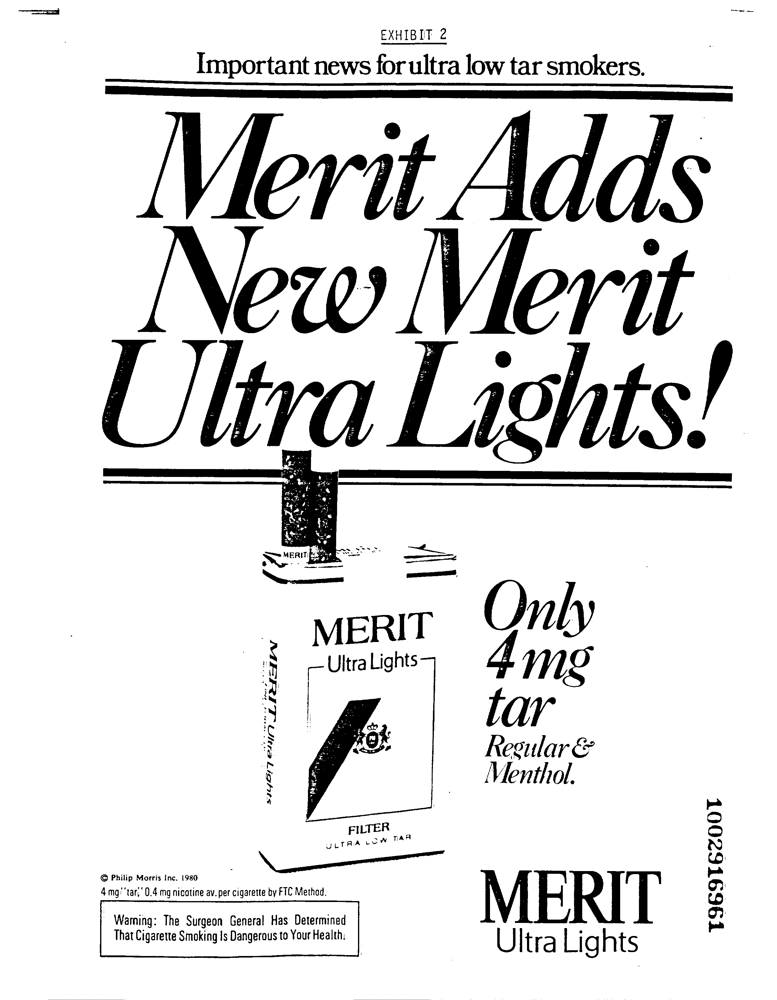 EXHIBIT 2
Important news for ultra low tar smokers.
Merit Adds
New Merit
Ultra Lights!
MERIT
MERIT
Ultra Lights
MERIT Ultra Lights
FILTER
ULTRA LOW TAR
Only
4 mg
tar
Regular &
Menthol.
© Philip Morris Inc. 1980
4 mg "tar," 0.4 mg nicotine av. per cigarette by FTC Method.
Warning: The Surgeon General Has Determined
That Cigarette Smoking Is Dangerous to Your Health.
MERIT
Ultra Lights
1002916961